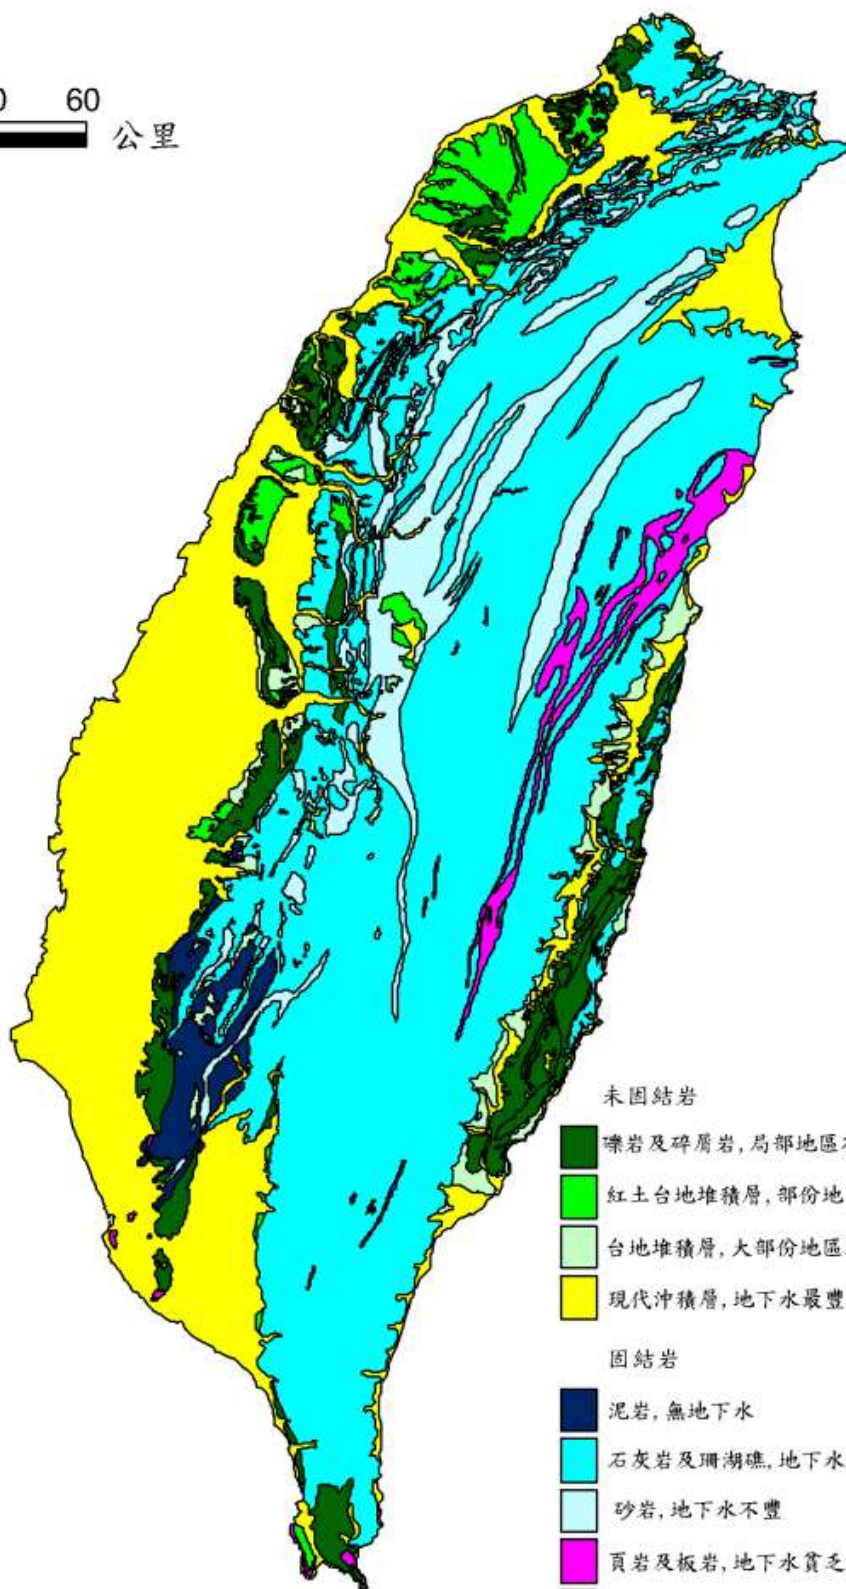 60
公里
未固結岩
礫岩及碎屑岩,局部地區
紅土台地堆積層,部份地
台地堆積層,大部份地區
現代沖積層,地下水最豐
固結岩
泥岩,無地下水
石灰岩及珊湖礁,地下水
砂岩,地下水不豐
頁岩及板岩,地下水貧乏